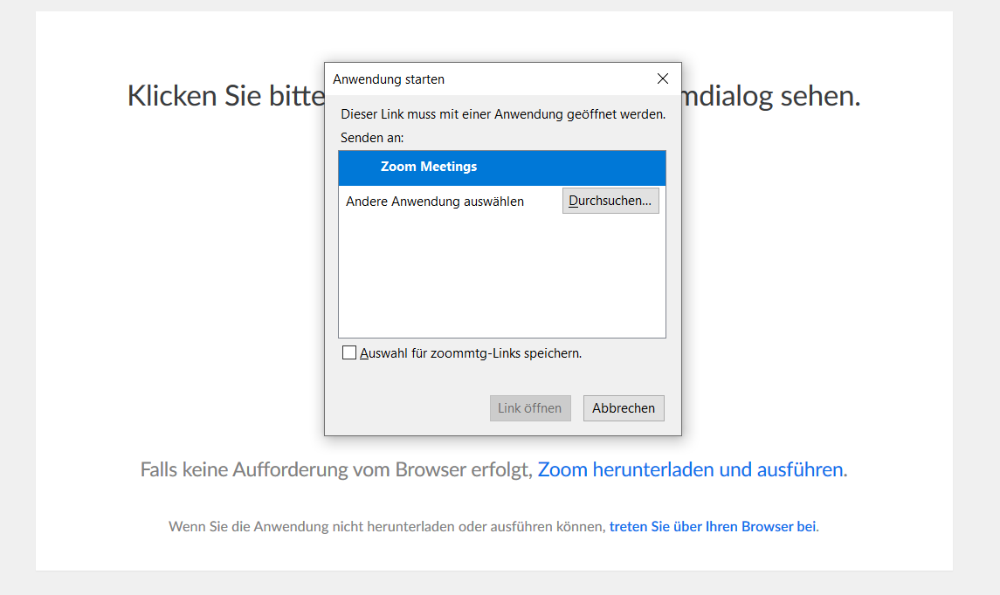 Anwendung starten
Klicken Sie bitte mdialog sehen.
Dieser Link muss mit einer Anwendung geöffnet werden.
Senden an:
Zoom Meetings
Andere Anwendung auswählen Durchsuchen...
Auswahl für zoommtg-Links speichern.
Link öffnen Abbrechen
Falls keine Aufforderung vom Browser erfolgt, Zoom herunterladen und ausführen.
Wenn Sie die Anwendung nicht herunterladen oder ausführen können, treten Sie über Ihren Browser bei.